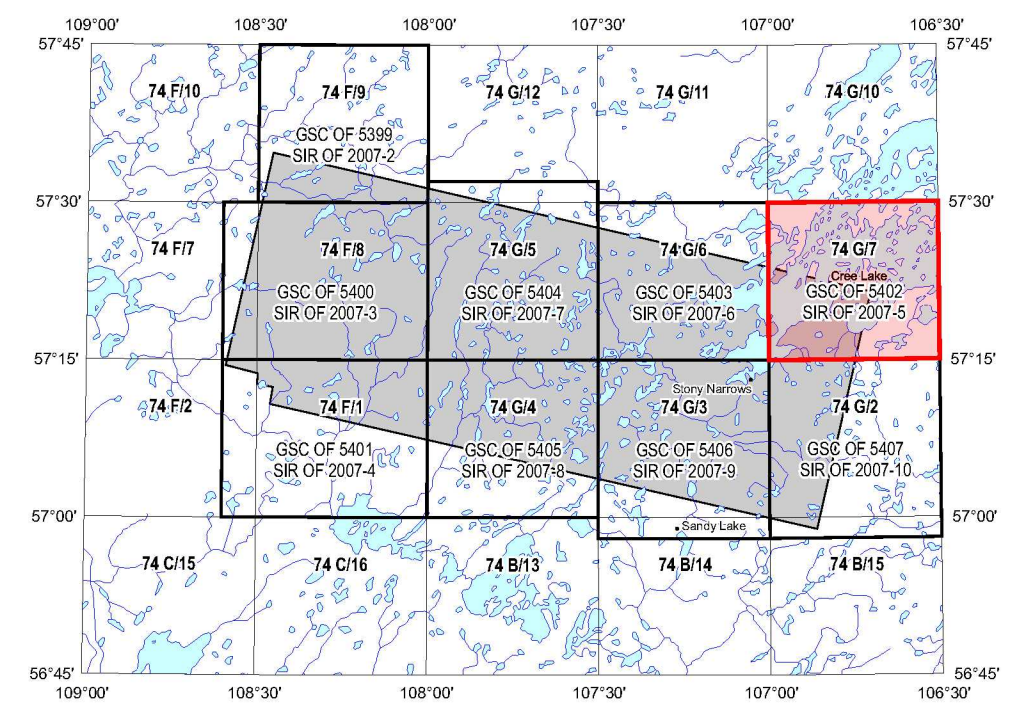 109°00' 108°30' 108°00' 107°30' 107°00' 106°30'
57°45' 57°45'
74 F/10 74 F/9 74 G/12 74 G/11 74 G/10
GSC OF 5399
SIR OF 2007-2
57°30' 57°30'
74 F/7 74 F/8 74 G/5 74 G/6 74 G/7
Cree Lake
GSC OF 5400 GSC OF 5404 GSC OF 5403 GSC OF 5402
SIR OF 2007-3 SIR OF 2007-7 SIR OF 2007-6 SIR OF 2007-5
57°15' 57°15'
Stony Narrows
74 F/2 74 F/1 74 G/4 74 G/3 74 G/2
GSC OF 5401 GSC OF 5405 GSC OF 5406 GSC OF 5407
SIR OF 2007-4 SIR OF 2007-8 SIR OF 2007-9 SIR OF 2007-10
57°00' 57°00'
Sandy Lake
74 C/15 74 C/16 74 B/13 74 B/14 74 B/15
56°45' 56°45'
109°00' 108°30' 108°00' 107°30' 107°00' 106°30'